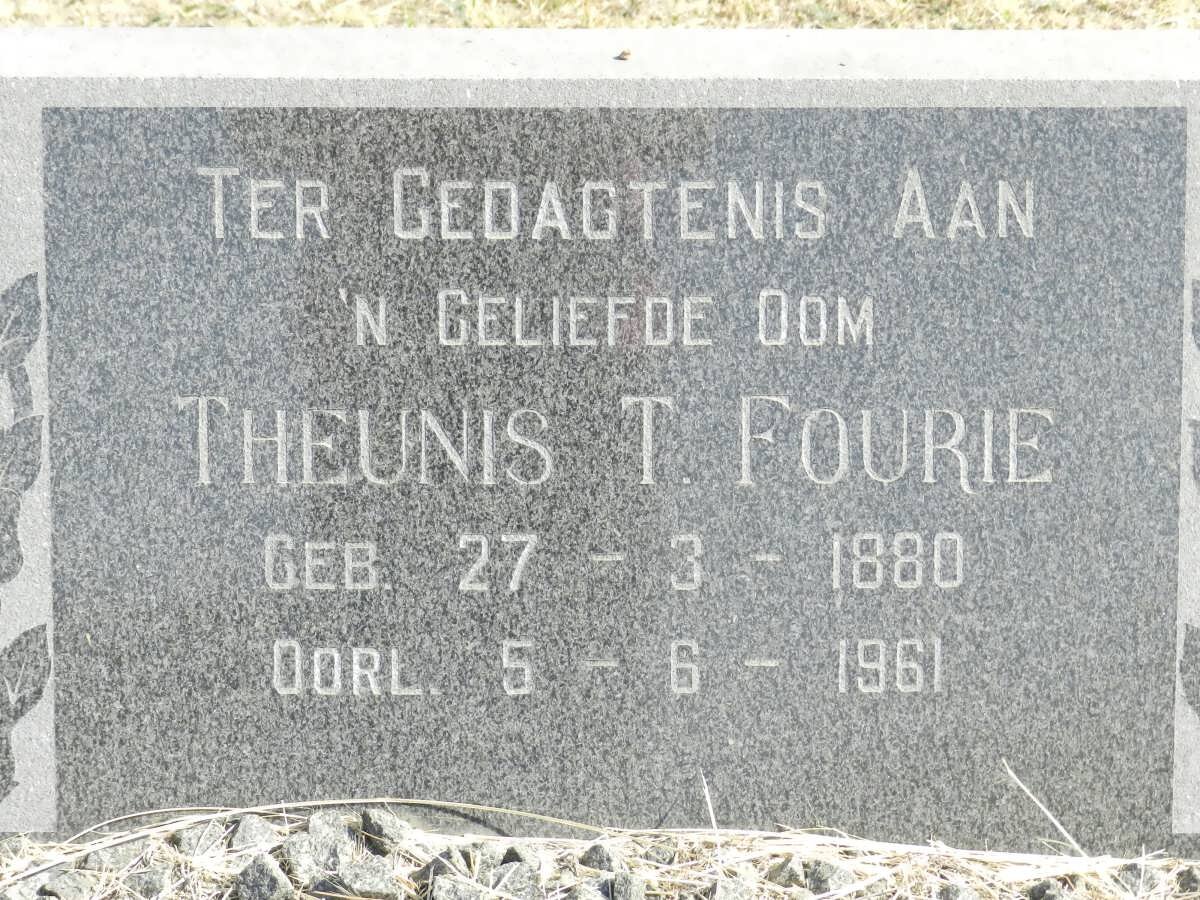 TER GEDAGTENIS AAN
'N GELIEFDE OOM
THEUNIS T. FOURIE
GEB. 27 - 3 - 1880
OORL. 5 - 6 - 1961